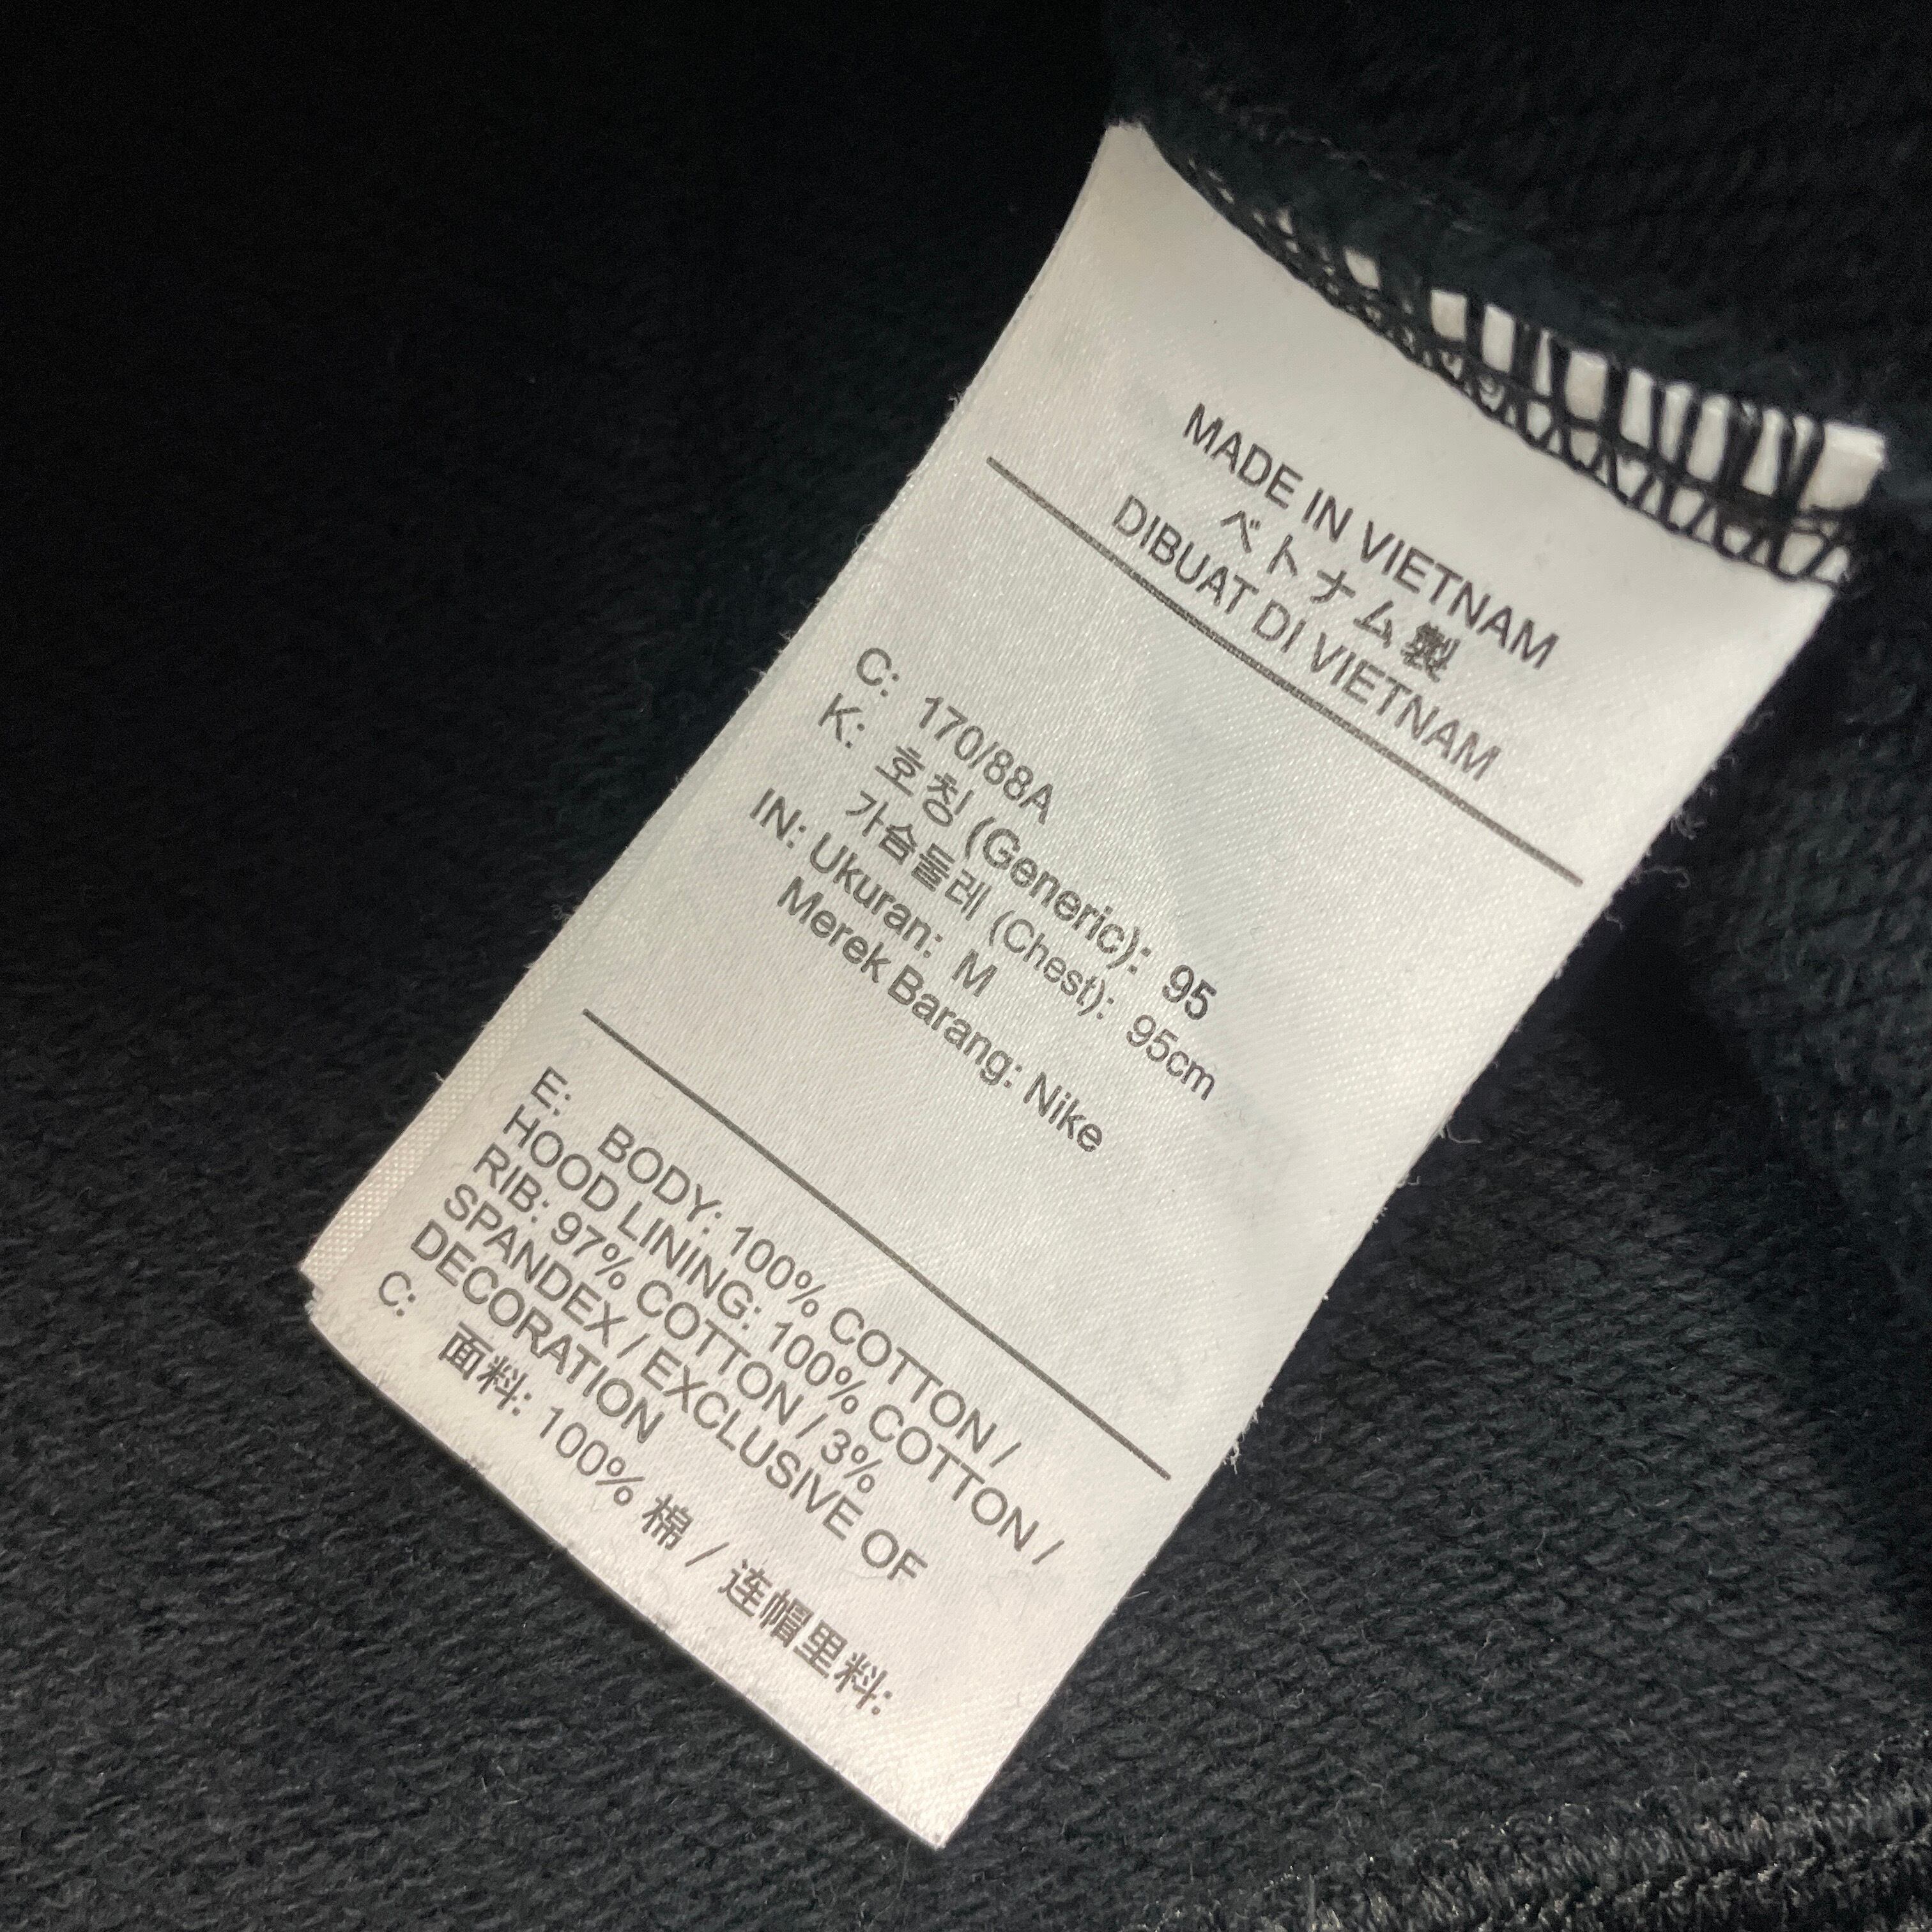 MADE IN VIETNAM
ベトナム製
DIBUAT DI VIETNAM
C: 170/88A
K: 호칭 (Generic): 95
가슴둘레 (Chest): 95cm
IN: Ukuran: M
Merek Barang: Nike
E: BODY: 100% COTTON /
HOOD LINING: 100% COTTON /
RIB: 97% COTTON / 3%
SPANDEX / EXCLUSIVE OF
DECORATION
C: 面料: 100% 棉 / 连帽里料: